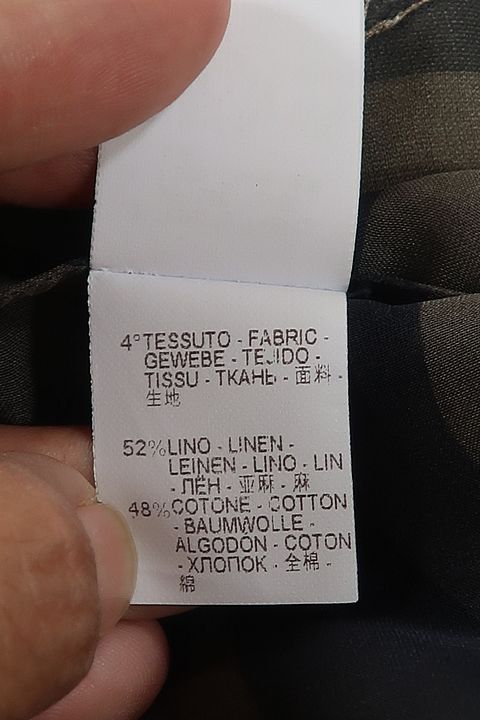 4°TESSUTO - FABRIC -
GEWEBE - TEJIDO -
TISSU - ТКАНЬ - 面料 -
生地
52% LINO - LINEN -
LEINEN - LINO - LIN
- ЛЁН - 亚麻 - 麻
48% COTONE - COTTON
- BAUMWOLLE -
ALGODON - COTON
- ХЛОПОК - 全棉 -
綿